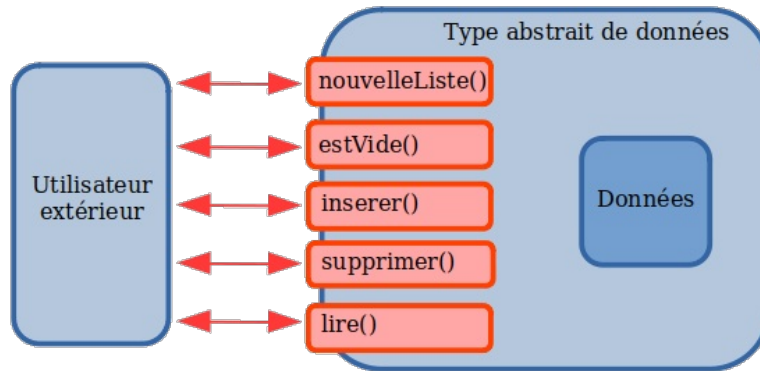 Type abstrait de données
nouvelleListe()
estVide()
Utilisateur
extérieur
inserer()
Données
supprimer()
lire()